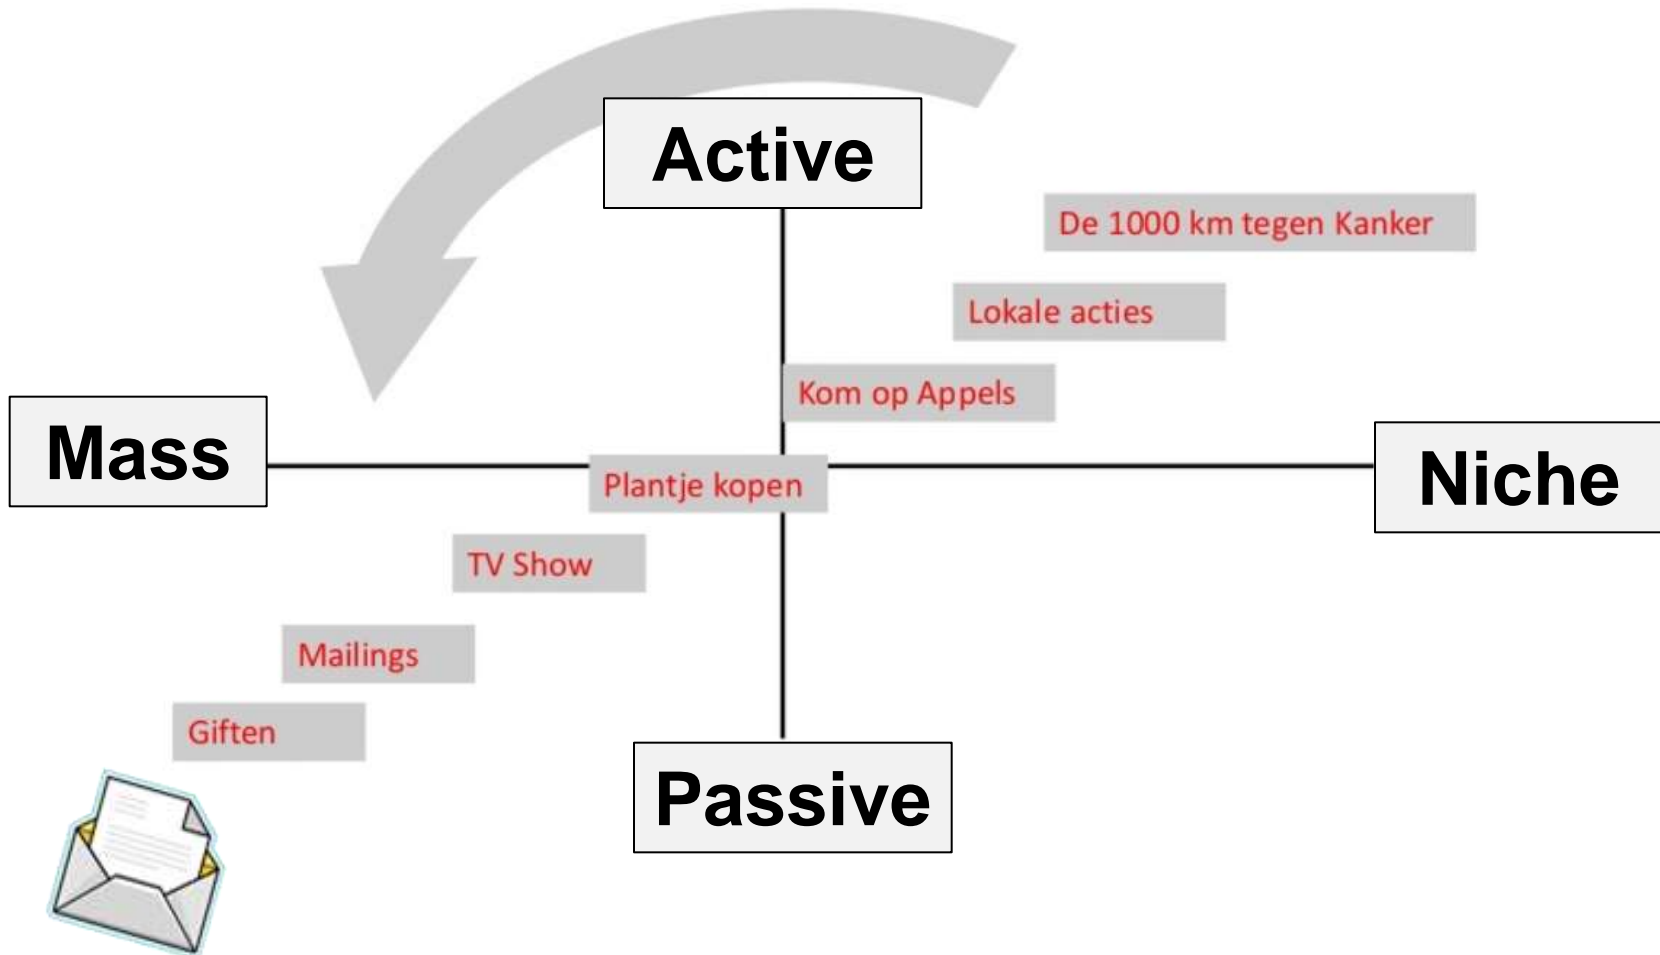 Active
De 1000 km tegen Kanker
Lokale acties
Kom op Appels
Mass
Niche
Plantje kopen
TV Show
Mailings
Giften
Passive